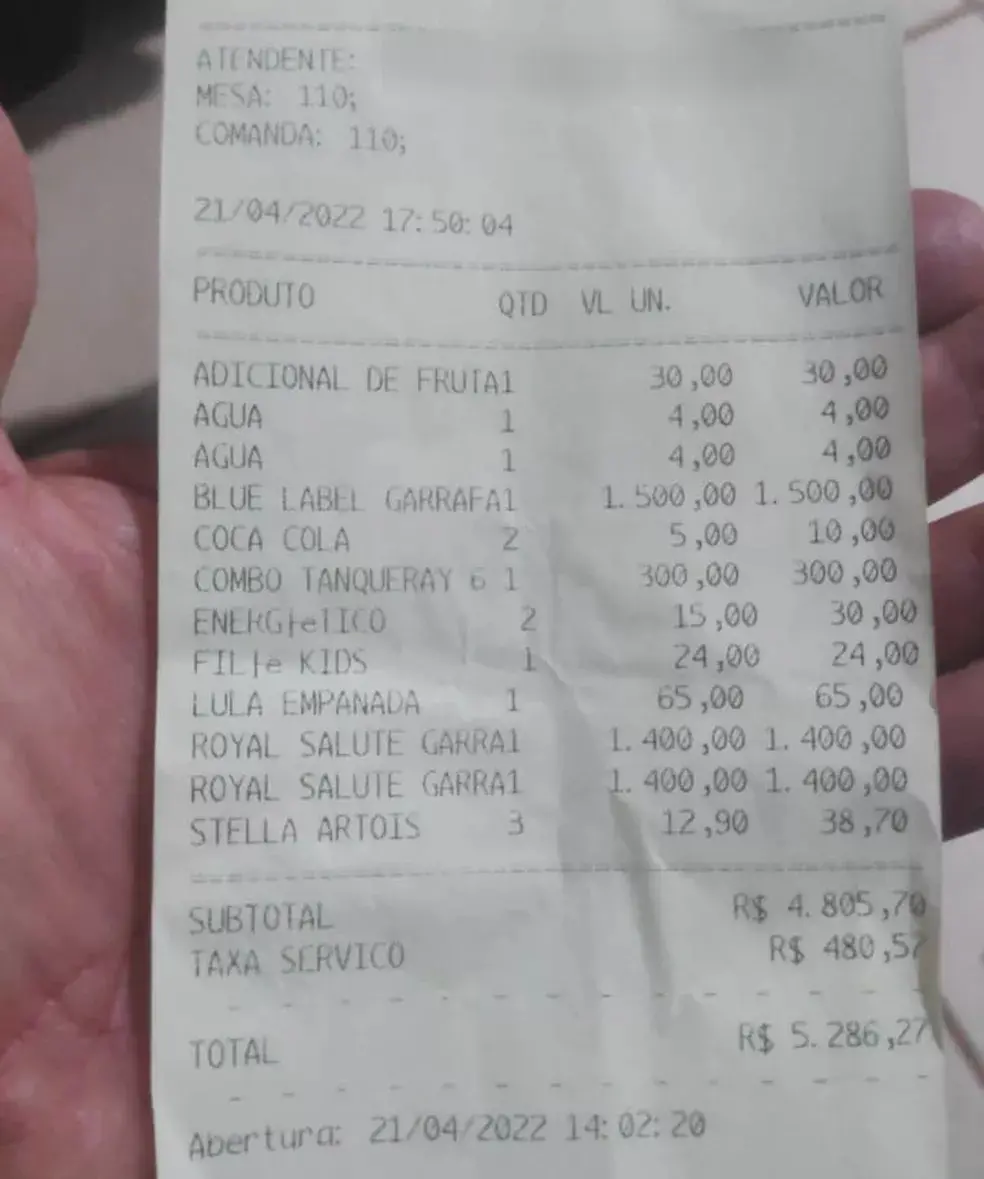 ATENDENTE:
MESA: 110;
COMANDA: 110;
21/04/2022 17:50:04
PRODUTO QTD VL UN. VALOR
ADICIONAL DE FRUTA1 30,00 30,00
AGUA 1 4,00 4,00
AGUA 1 4,00 4,00
BLUE LABEL GARRAFA1 1.500,00 1.500,00
COCA COLA 2 5,00 10,00
COMBO TANQUERAY 6 1 300,00 300,00
ENERG├eTICO 2 15,00 30,00
FIL├e KIDS 1 24,00 24,00
LULA EMPANADA 1 65,00 65,00
ROYAL SALUTE GARRA1 1.400,00 1.400,00
ROYAL SALUTE GARRA1 1.400,00 1.400,00
STELLA ARTOIS 3 12,90 38,70
SUBTOTAL R$ 4.805,70
TAXA SERVICO R$ 480,57
TOTAL R$ 5.286,27
Abertura: 21/04/2022 14:02:20